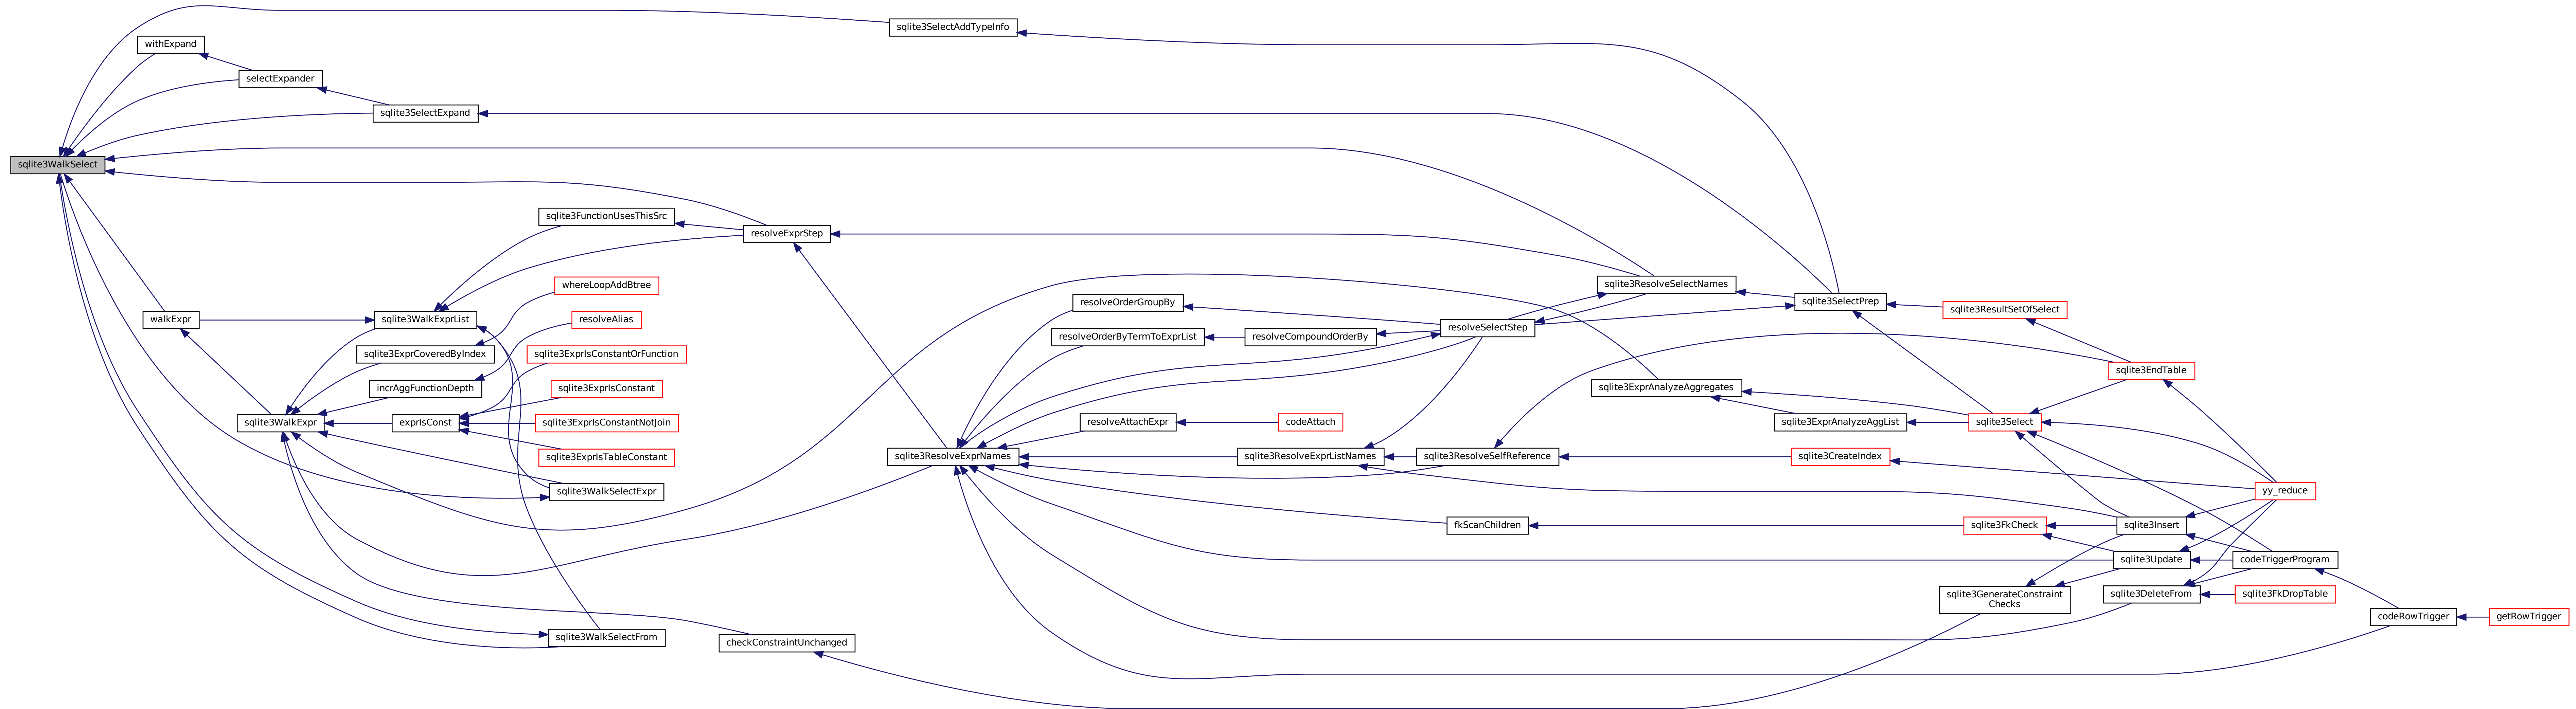 sqlite3SelectAddTypeInfo
withExpand
selectExpander
sqlite3SelectExpand
sqlite3WalkSelect
sqlite3FunctionUsesThisSrc
resolveExprStep
whereLoopAddBtree
sqlite3ResolveSelectNames
resolveOrderGroupBy
sqlite3SelectPrep
sqlite3ResultSetOfSelect
walkExpr
sqlite3WalkExprList
resolveAlias
resolveSelectStep
resolveOrderByTermToExprList
resolveCompoundOrderBy
sqlite3ExprCoveredByIndex
sqlite3ExprIsConstantOrFunction
sqlite3EndTable
incrAggFunctionDepth
sqlite3ExprIsConstant
sqlite3ExprAnalyzeAggregates
sqlite3WalkExpr
exprIsConst
sqlite3ExprIsConstantNotJoin
resolveAttachExpr
codeAttach
sqlite3ExprAnalyzeAggList
sqlite3Select
sqlite3ExprIsTableConstant
sqlite3ResolveExprNames
sqlite3ResolveExprListNames
sqlite3ResolveSelfReference
sqlite3CreateIndex
sqlite3WalkSelectExpr
yy_reduce
fkScanChildren
sqlite3FkCheck
sqlite3Insert
sqlite3Update
codeTriggerProgram
sqlite3GenerateConstraint
Checks
sqlite3DeleteFrom
sqlite3FkDropTable
codeRowTrigger
getRowTrigger
sqlite3WalkSelectFrom
checkConstraintUnchanged